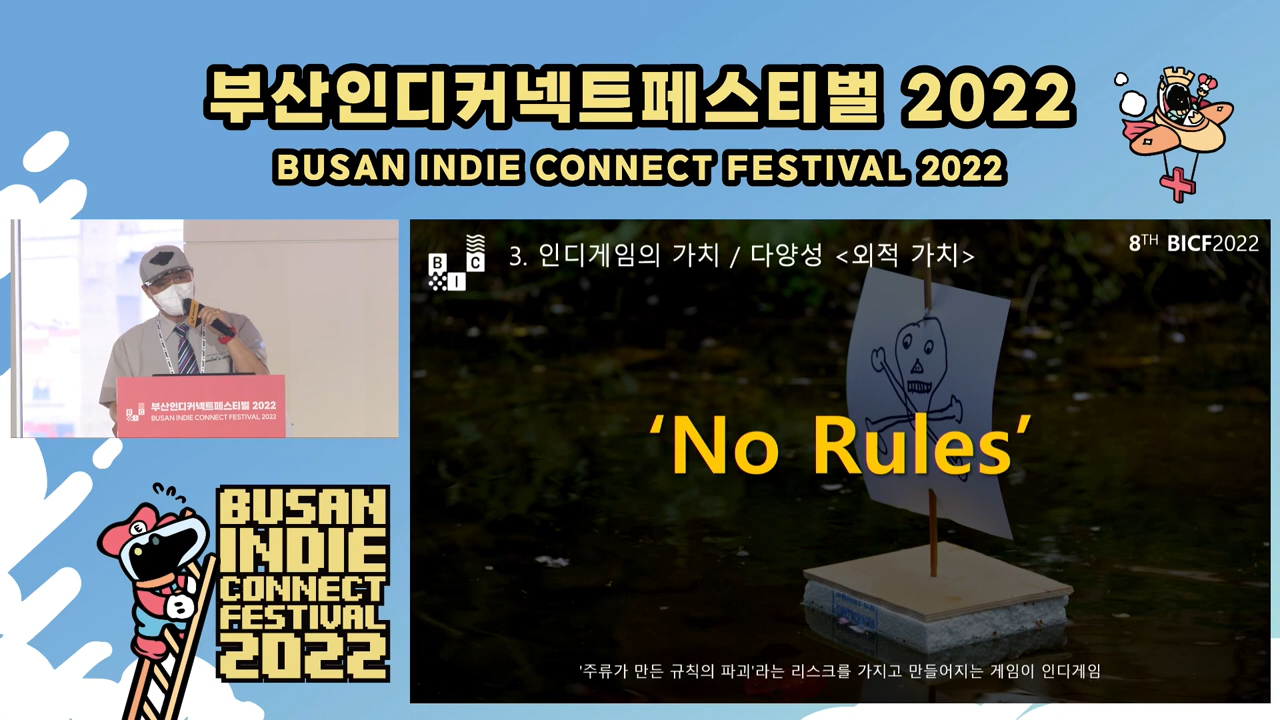 부산인디커넥트페스티벌 2022
BUSAN INDIE CONNECT FESTIVAL 2022
B C I
3. 인디게임의 가치 / 다양성 <외적 가치>
8TH BICF2022
부산인디커넥트페스티벌 2022
BUSAN INDIE CONNECT FESTIVAL 2022
‘No Rules’
BUSAN
INDIE
CONNECT
FESTIVAL
2022
'주류가 만든 규칙의 파괴'라는 리스크를 가지고 만들어지는 게임이 인디게임